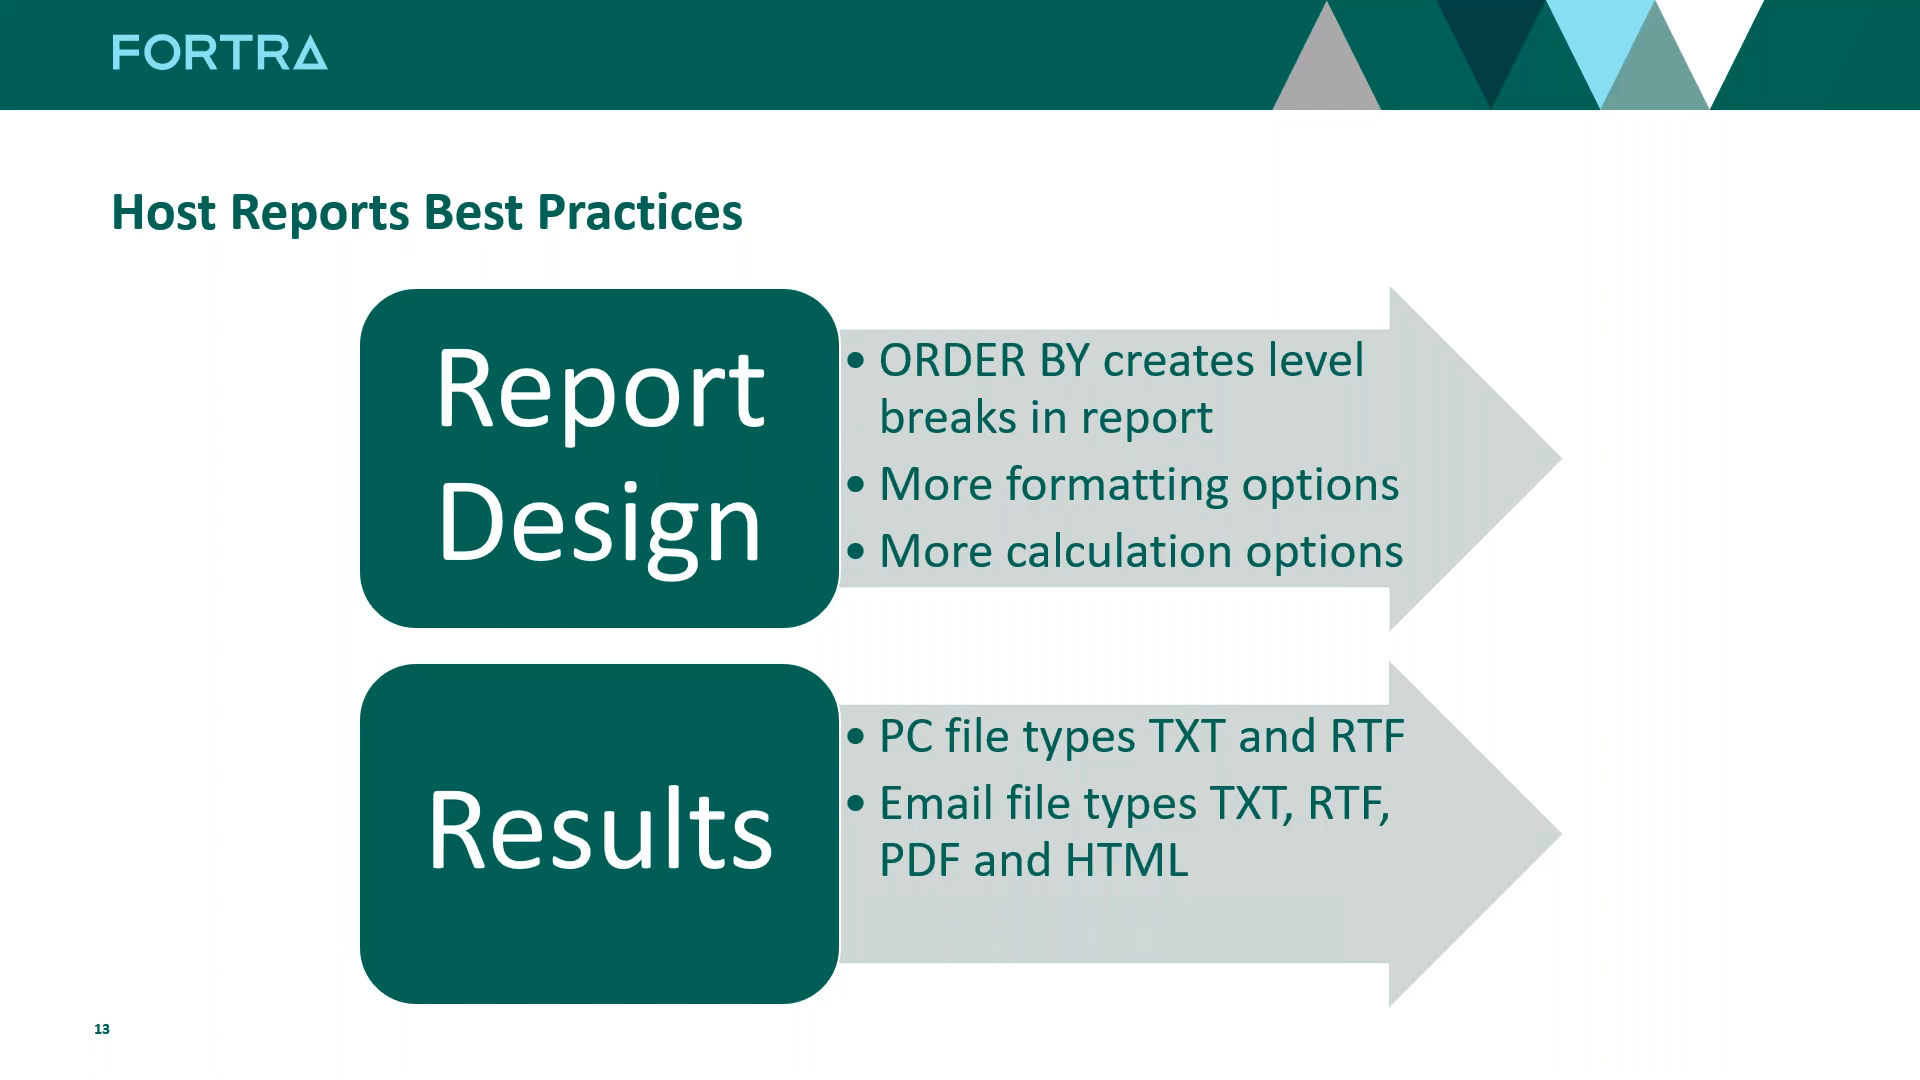 FORTRA
Host Reports Best Practices
Report
Design
• ORDER BY creates level
breaks in report
• More formatting options
• More calculation options
Results
• PC file types TXT and RTF
• Email file types TXT, RTF,
PDF and HTML
13